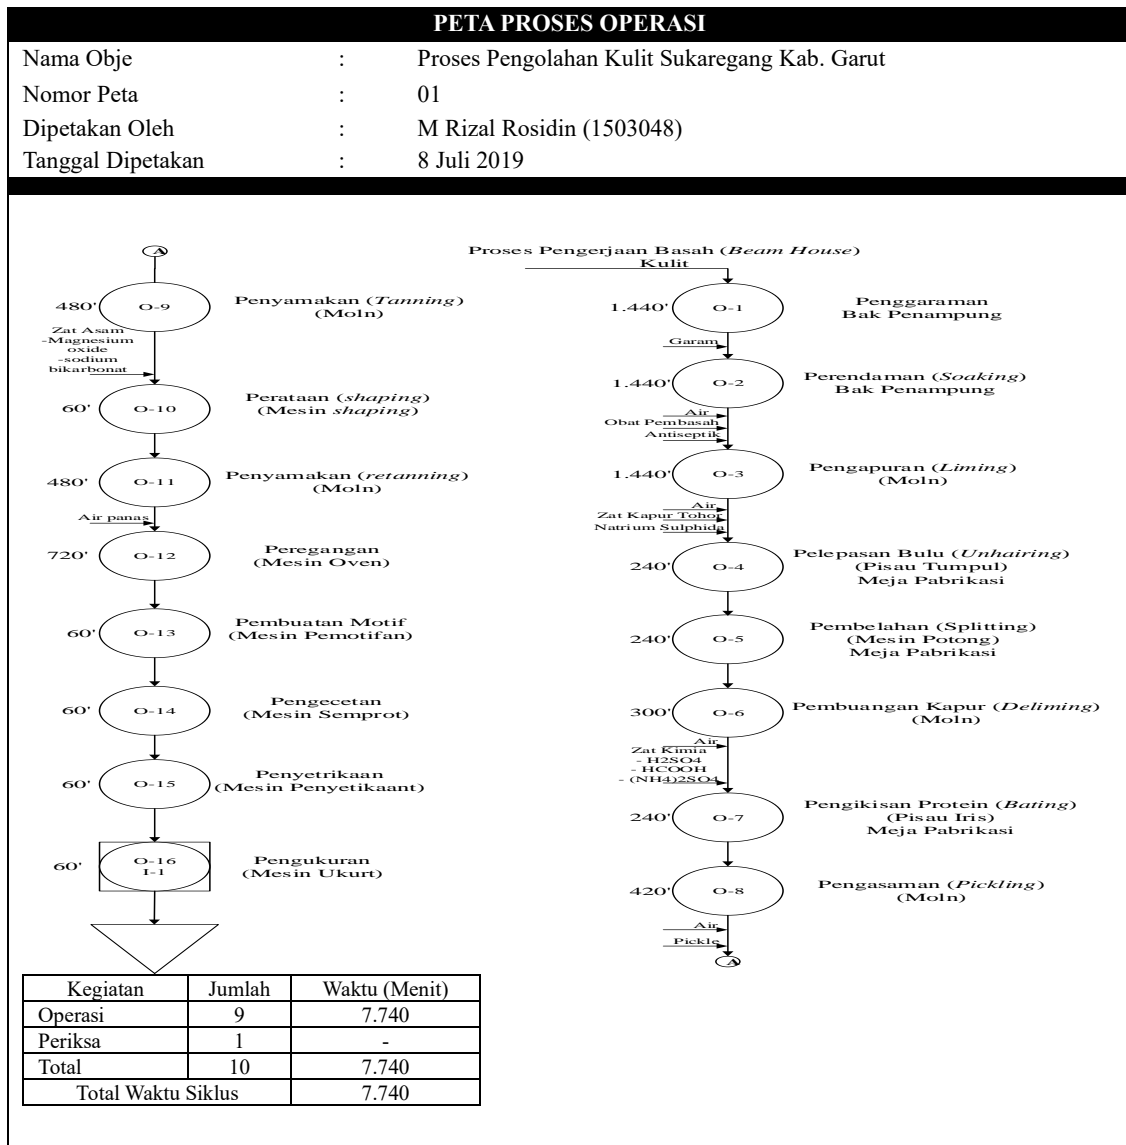 PETA PROSES OPERASI
Nama Obje : Proses Pengolahan Kulit Sukaregang Kab. Garut
Nomor Peta : 01
Dipetakan Oleh : M Rizal Rosidin (1503048)
Tanggal Dipetakan : 8 Juli 2019
A
480' O-9 Penyamakan (Tanning)
(Moln)
Zat Asam
-Magnesium
oxide
-sodium
bikarbonat
60' O-10 Perataan (shaping)
(Mesin shaping)
480' O-11 Penyamakan (retanning)
(Moln)
Air panas
720' O-12 Peregangan
(Mesin Oven)
60' O-13 Pembuatan Motif
(Mesin Pemotifan)
60' O-14 Pengecetan
(Mesin Semprot)
60' O-15 Penyetrikaan
(Mesin Penyetikaant)
60' O-16 Pengukuran
I-1 (Mesin Ukurt)
Proses Pengerjaan Basah (Beam House)
Kulit
1.440' O-1 Penggaraman
Bak Penampung
Garam
1.440' O-2 Perendaman (Soaking)
Bak Penampung
Air
Obat Pembasah
Antiseptik
1.440' O-3 Pengapuran (Liming)
(Moln)
Air
Zat Kapur Tohor
Natrium Sulphida
240' O-4 Pelepasan Bulu (Unhairing)
(Pisau Tumpul)
Meja Pabrikasi
240' O-5 Pembelahan (Splitting)
(Mesin Potong)
Meja Pabrikasi
300' O-6 Pembuangan Kapur (Deliming)
(Moln)
Air
Zat Kimia
- H2SO4
- HCOOH
- (NH4)2SO4
240' O-7 Pengikisan Protein (Bating)
(Pisau Iris)
Meja Pabrikasi
420' O-8 Pengasaman (Pickling)
(Moln)
Air
Pickle
A
Kegiatan Jumlah Waktu (Menit)
Operasi 9 7.740
Periksa 1 -
Total 10 7.740
Total Waktu Siklus 7.740